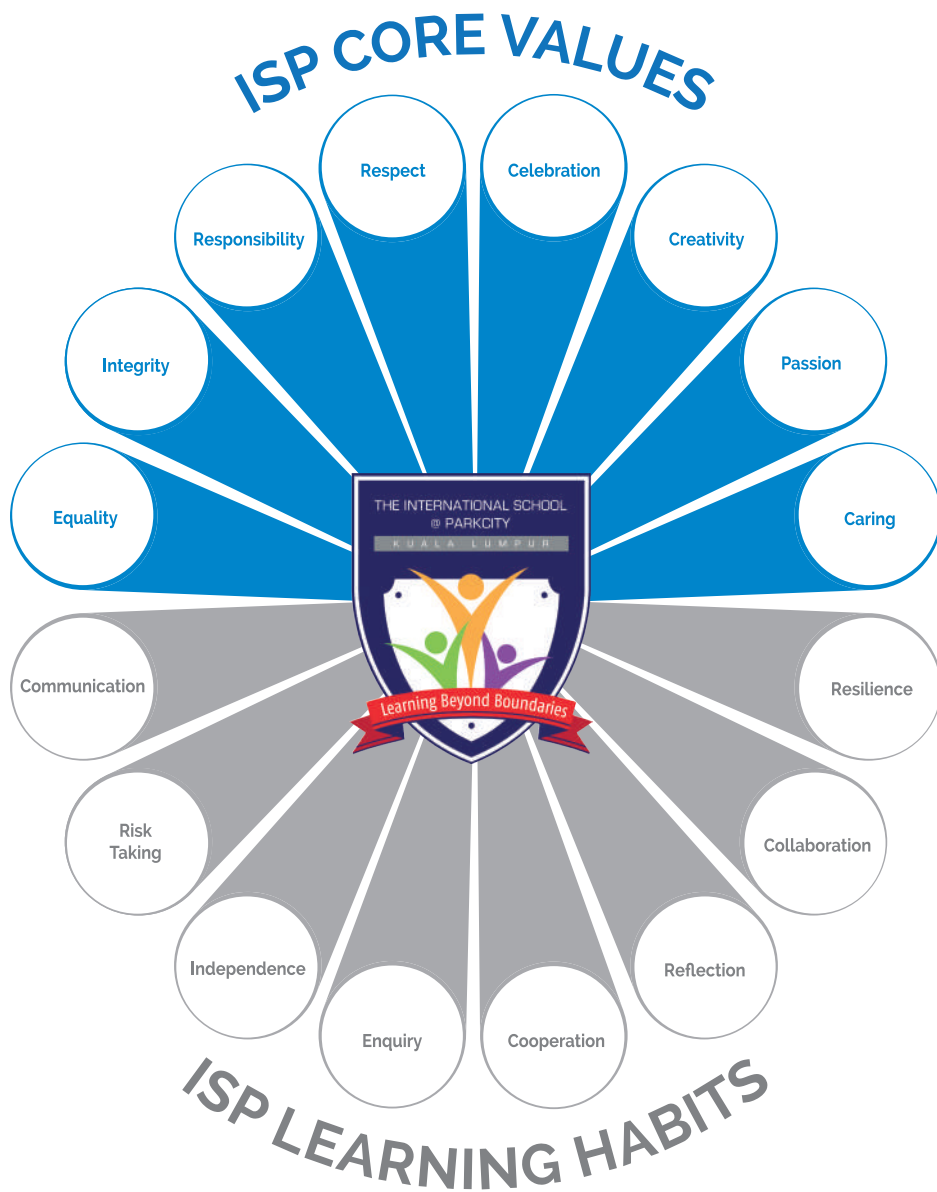 ISP CORE VALUES
Respect
Celebration
Responsibility
Creativity
Integrity
Passion
Equality
Caring
THE INTERNATIONAL SCHOOL
@ PARKCITY
KUALA LUMPUR
Learning Beyond Boundaries
Communication
Resilience
Risk
Taking
Collaboration
Independence
Reflection
Enquiry
Cooperation
ISP LEARNING HABITS